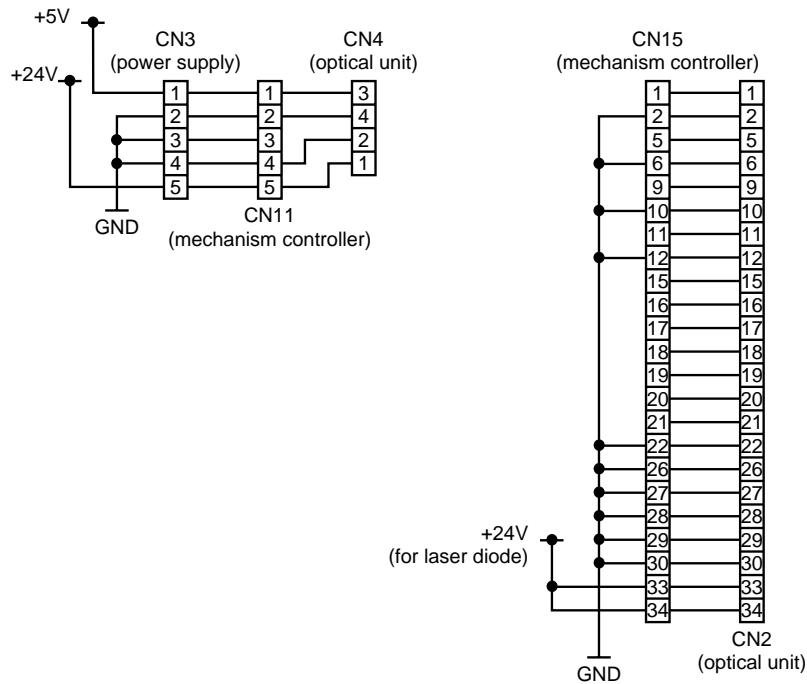 +5V
CN3
(power supply)
CN4
(optical unit)
+24V
1 1 3
2 2 4
3 3 2
4 4 1
5 5
GND
CN11
(mechanism controller)
CN15
(mechanism controller)
1 1
2 2
5 5
6 6
9 9
10 10
11 11
12 12
15 15
16 16
17 17
18 18
19 19
20 20
21 21
22 22
26 26
27 27
28 28
29 29
30 30
33 33
34 34
+24V
(for laser diode)
GND
CN2
(optical unit)